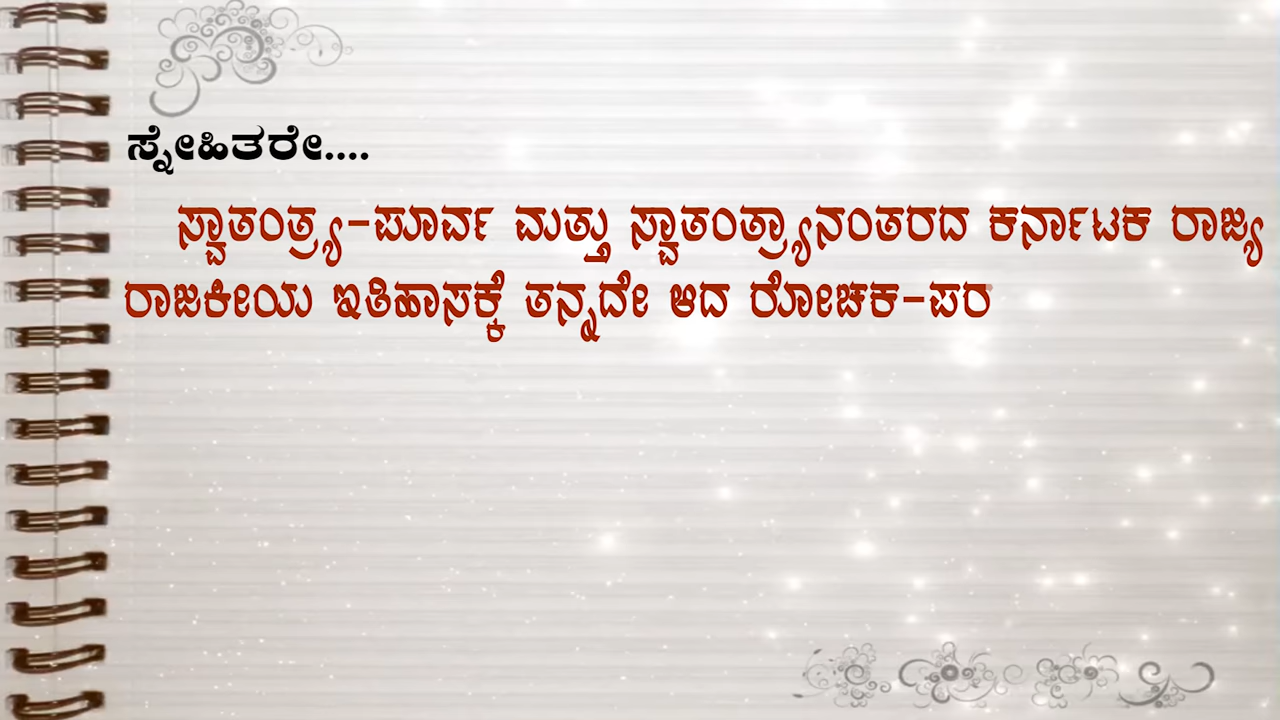 ಸ್ನೇಹಿತರೇ....
ಸ್ವಾತಂತ್ರ್ಯ-ಪೂರ್ವ ಮತ್ತು ಸ್ವಾತಂತ್ರ್ಯಾನಂತರದ ಕರ್ನಾಟಕ ರಾಜ್ಯ
ರಾಜಕೀಯ ಇತಿಹಾಸಕ್ಕೆ ತನ್ನದೇ ಆದ ರೋಚಕ-ಪರ